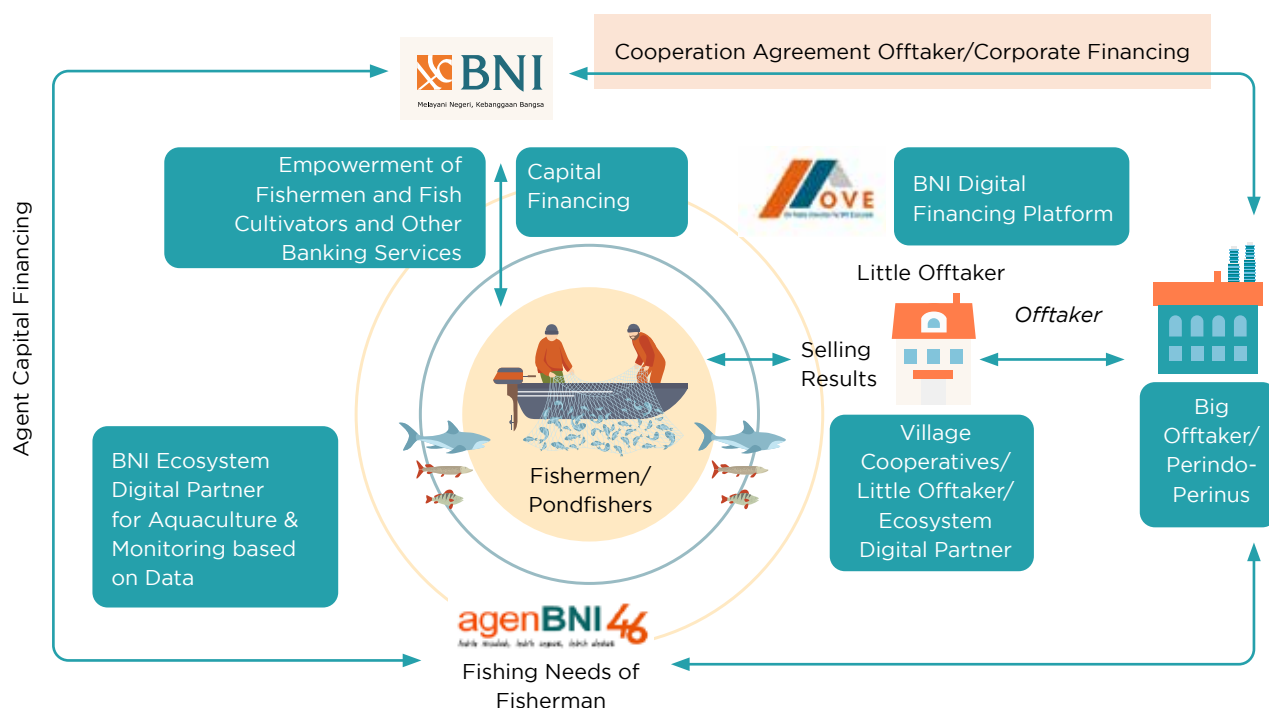 Cooperation Agreement Offtaker/Corporate Financing
BNI
Melayani Negeri, Kebanggaan Bangsa
Empowerment of
Fishermen and Fish
Cultivators and Other
Banking Services
Capital
Financing
OVE
BNI Digital
Financing Platform
Agent Capital Financing
Little Offtaker
Offtaker
Selling
Results
Fishermen/
Pondfishers
BNI Ecosystem
Digital Partner
for Aquaculture &
Monitoring based
on Data
Village
Cooperatives/
Little Offtaker/
Ecosystem
Digital Partner
Big
Offtaker/
Perindo-
Perinus
agenBNI46
Fishing Needs of
Fisherman